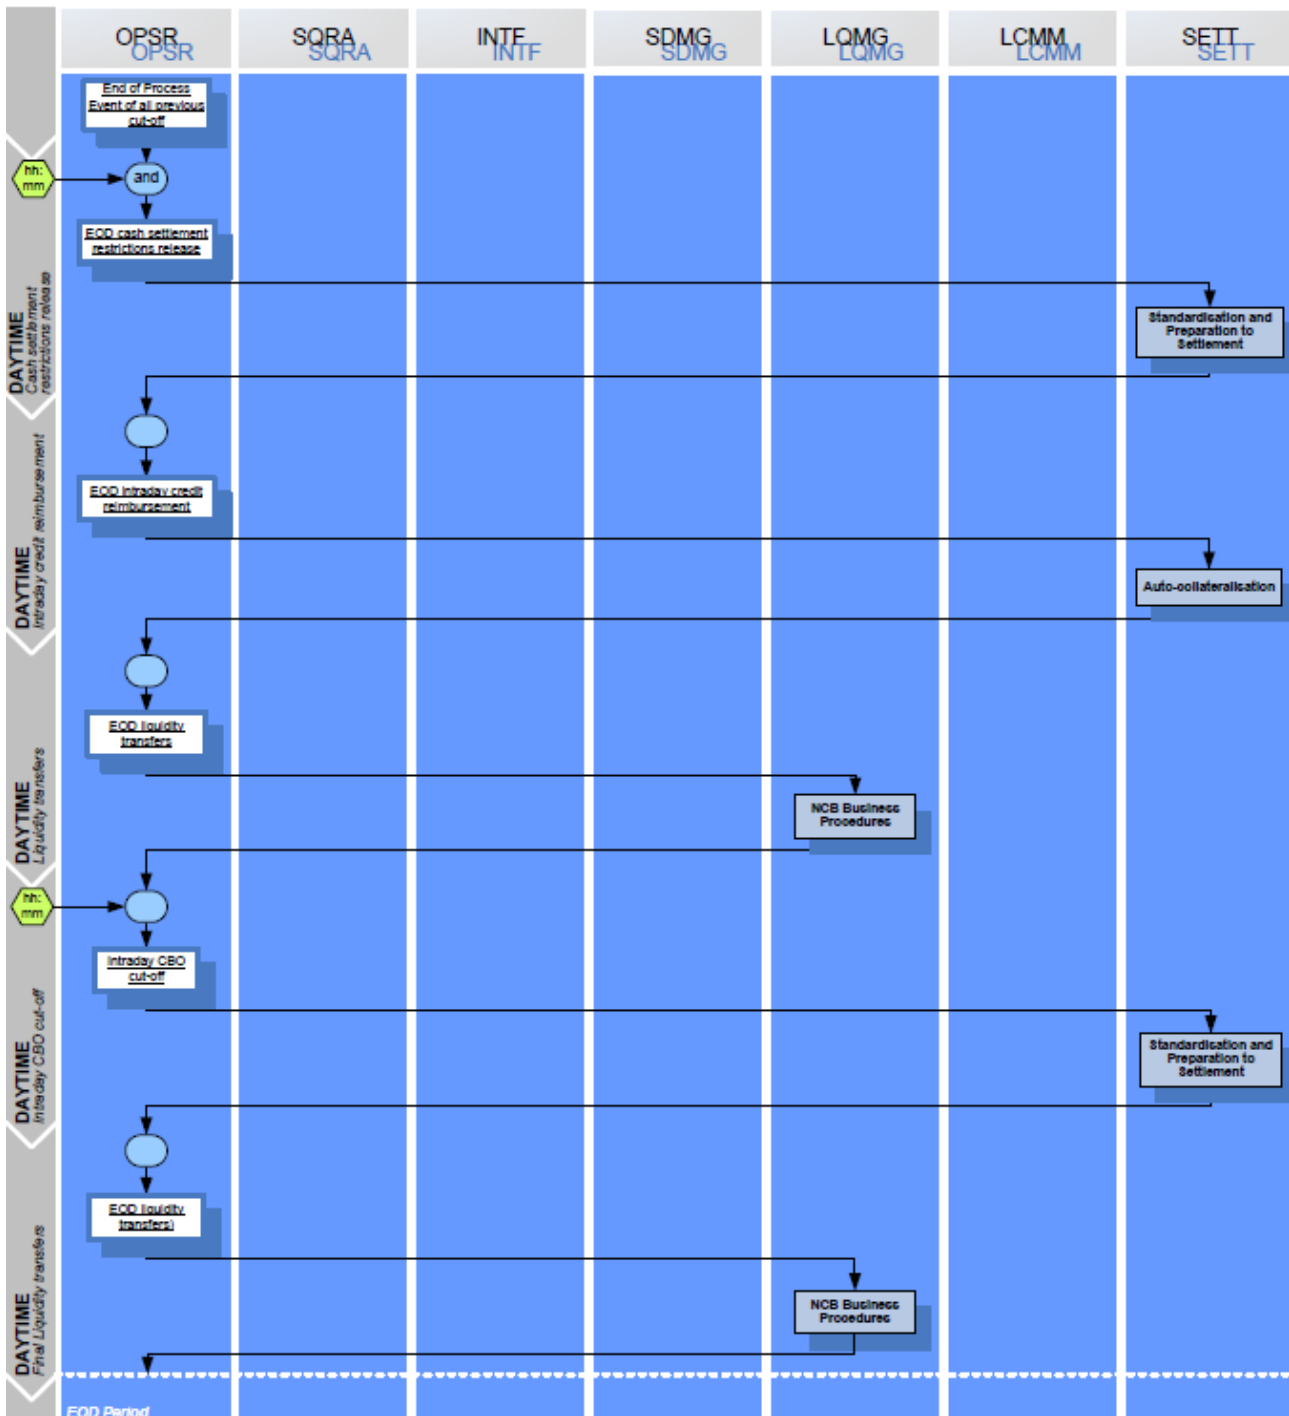 OPSR
SQRA
INTF
SDMG
LQMG
LCMM
SETT
OPSR
SQRA
INTF
SDMG
LQMG
LCMM
SETT
End of Process
Event of all previous
cut-off
hh:
mm
and
EOD cash settlement
restrictions release
DAYTIME
Cash settlement
restrictions release
Standardisation and
Preparation to
Settlement
EOD intraday credit
reimbursement
DAYTIME
Intraday credit reimbursement
Auto-collateralisation
EOD liquidity
transfers
DAYTIME
Liquidity transfers
NCB Business
Procedures
hh:
mm
Intraday CBO
cut-off
DAYTIME
Intraday CBO cut-off
Standardisation and
Preparation to
Settlement
EOD liquidity
transfers)
DAYTIME
Final Liquidity transfers
NCB Business
Procedures
EOD Period